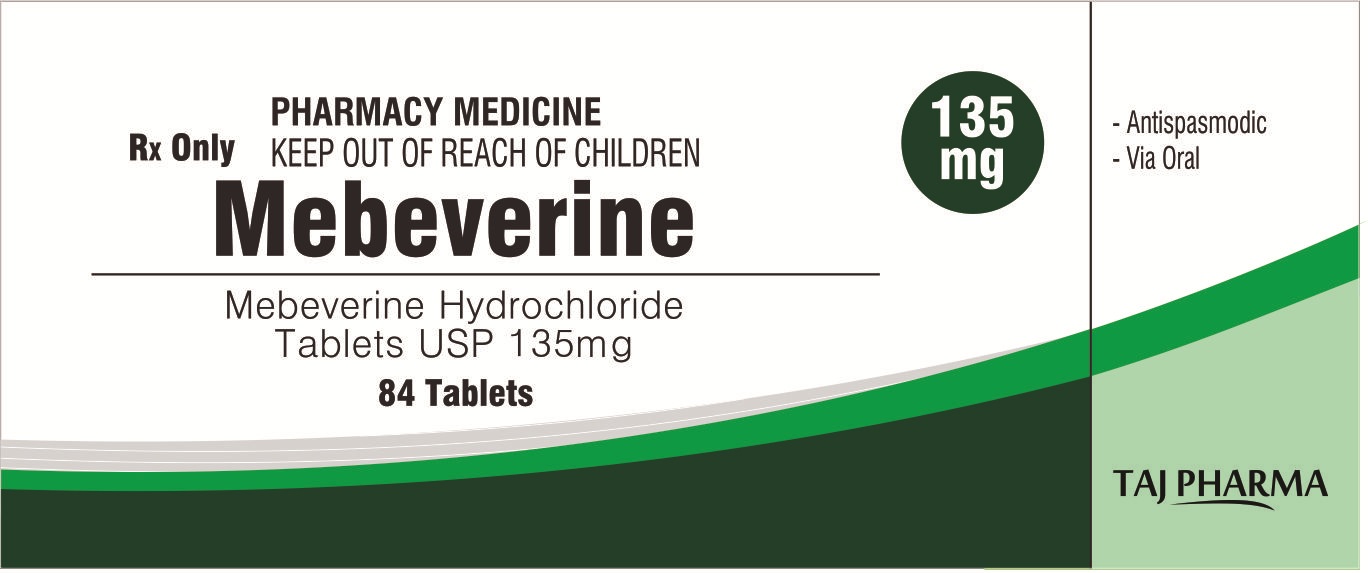 PHARMACY MEDICINE
Rx Only KEEP OUT OF REACH OF CHILDREN
Mebeverine
Mebeverine Hydrochloride
Tablets USP 135mg
84 Tablets
135
mg
- Antispasmodic
- Via Oral
TAJ PHARMA